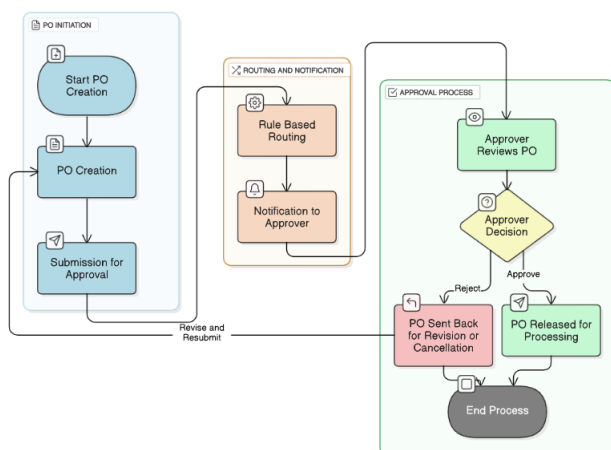 PO INITIATION
Start PO
Creation
PO Creation
Submission for
Approval
ROUTING AND NOTIFICATION
Rule Based
Routing
Notification to
Approver
APPROVAL PROCESS
Approver
Reviews PO
Approver
Decision
Reject
Approve
PO Sent Back
for Revision or
Cancellation
PO Released for
Processing
Revise and
Resubmit
End Process